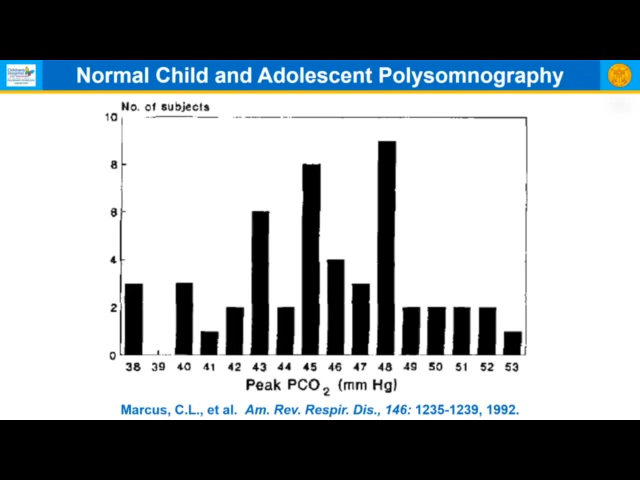 Normal Child and Adolescent Polysomnography
No. of subjects
10
8
6
4
2
0
38 39 40 41 42 43 44 45 46 47 48 49 50 51 52 53
Peak PCO2 (mm Hg)
Marcus, C.L., et al. Am. Rev. Respir. Dis., 146: 1235-1239, 1992.